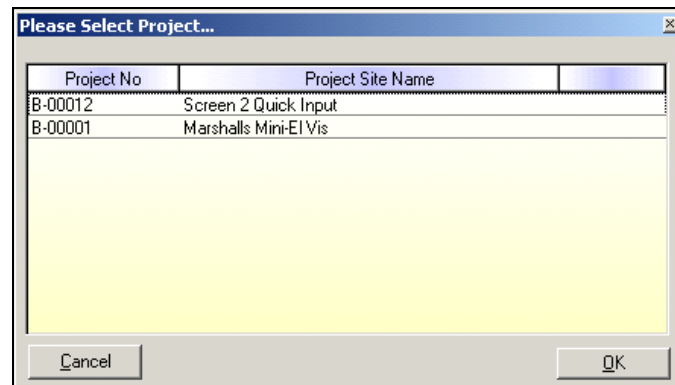 Please Select Project...
Project No Project Site Name
B-00012 Screen 2 Quick Input
B-00001 Marshalls Mini-El Vis
Cancel OK